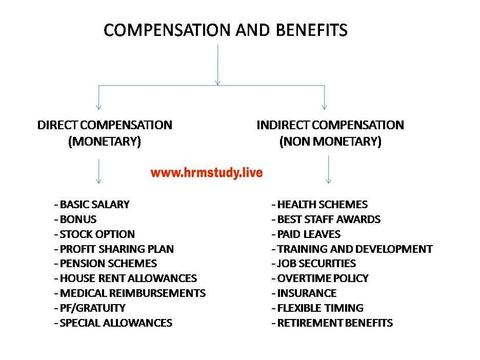 COMPENSATION AND BENEFITS
DIRECT COMPENSATION
(MONETARY)
INDIRECT COMPENSATION
(NON MONETARY)
www.hrmstudy.live
- BASIC SALARY
- BONUS
- STOCK OPTION
- PROFIT SHARING PLAN
- PENSION SCHEMES
- HOUSE RENT ALLOWANCES
- MEDICAL REIMBURSEMENTS
- PF/GRATUITY
- SPECIAL ALLOWANCES
- HEALTH SCHEMES
- BEST STAFF AWARDS
- PAID LEAVES
- TRAINING AND DEVELOPMENT
- JOB SECURITIES
- OVERTIME POLICY
- INSURANCE
- FLEXIBLE TIMING
- RETIREMENT BENEFITS